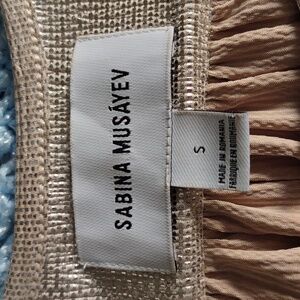 SABINA MUSÁYEV
S
MADE IN ROMANIA
FABRIQUÉ EN ROUMANIE